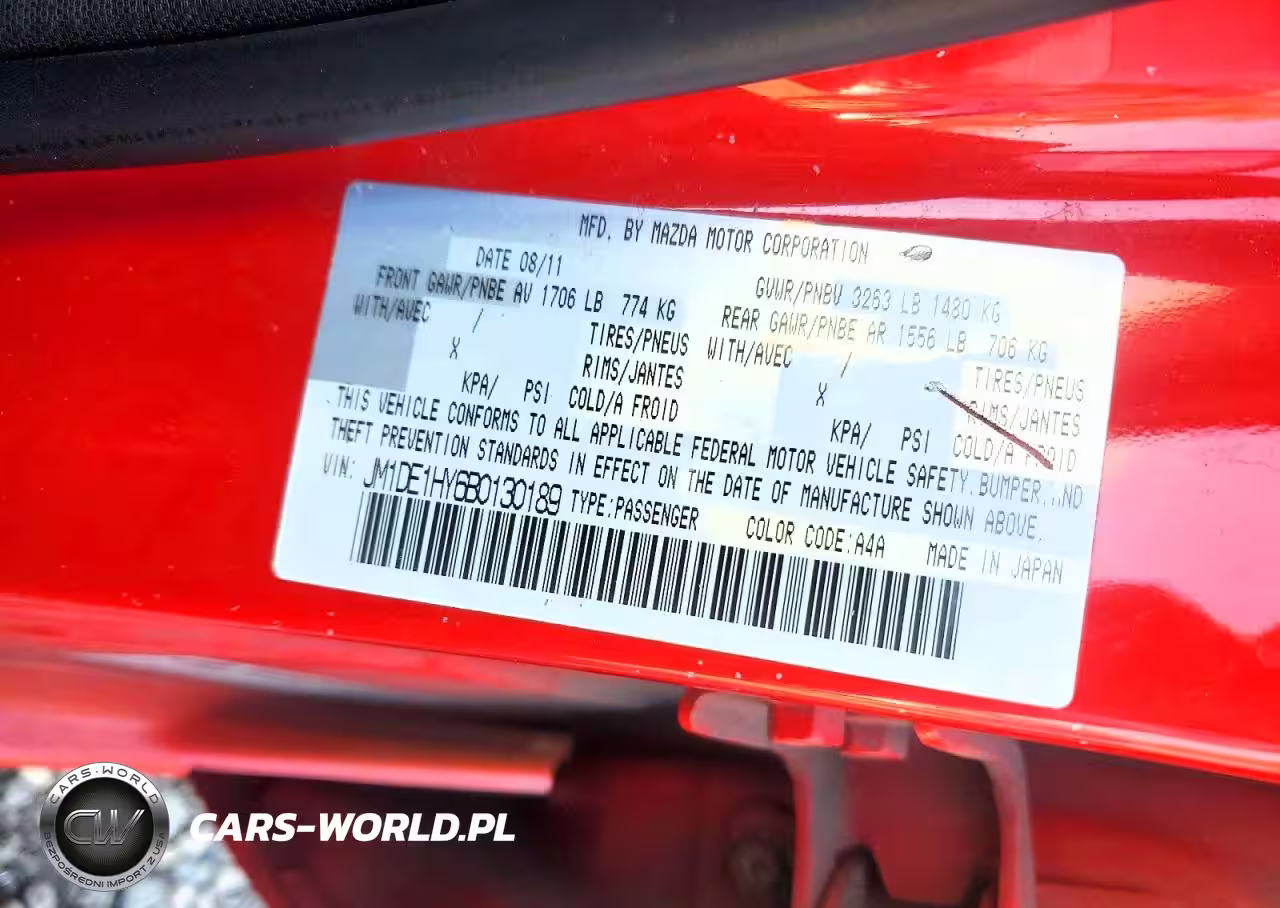 MFD. BY MAZDA MOTOR CORPORATION
DATE 08/11 GVWR/PNBV 3263 LB 1480 KG
FRONT GAWR/PNBE AV 1706 LB 774 KG REAR GAWR/PNBE AR 1556 LB 706 KG
WITH/AVEC / TIRES/PNEUS WITH/AVEC / TIRES/PNEUS
X RIMS/JANTES X RIMS/JANTES
KPA/ PSI COLD/A FROID KPA/ PSI COLD/A FROID
THIS VEHICLE CONFORMS TO ALL APPLICABLE FEDERAL MOTOR VEHICLE SAFETY, BUMPER, AND
THEFT PREVENTION STANDARDS IN EFFECT ON THE DATE OF MANUFACTURE SHOWN ABOVE.
VIN: JM1DE1HY6B0130189 TYPE:PASSENGER COLOR CODE:A4A MADE IN JAPAN
CARS-WORLD
CW
BEZPOŚREDNI IMPORT Z USA
CARS-WORLD.PL